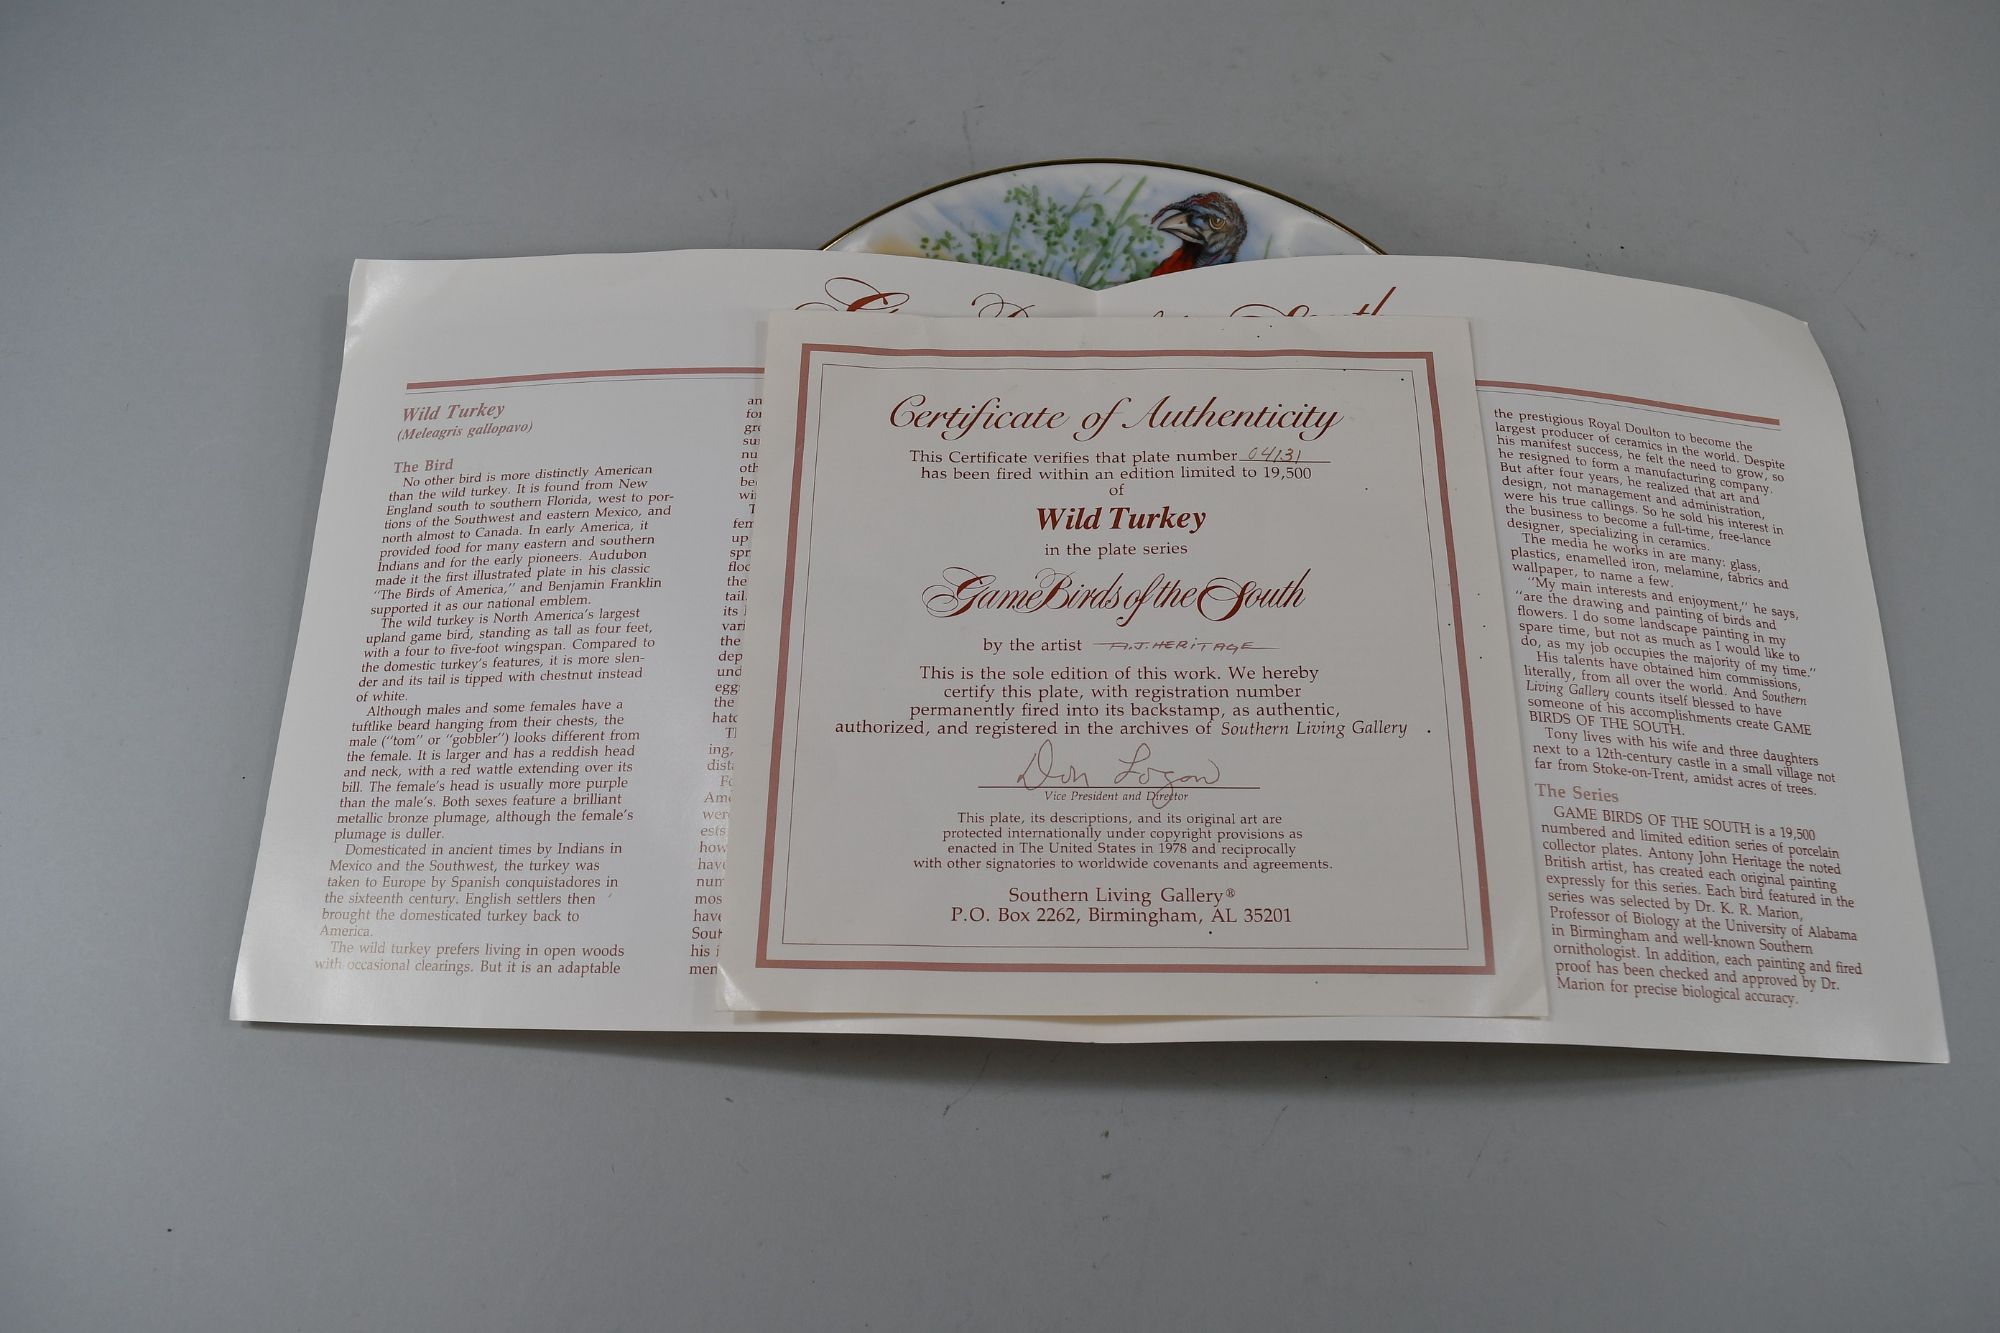 Wild Turkey
(Meleagris gallopavo)
The Bird
No other bird is more distinctly American
than the wild turkey. It is found from New
England south to southern Florida, west to por-
tions of the Southwest and eastern Mexico, and
north almost to Canada. In early America, it
provided food for many eastern and southern
Indians and for the early pioneers. Audubon
made it the first illustrated plate in his classic
"The Birds of America," and Benjamin Franklin
supported it as our national emblem.
The wild turkey is North America's largest
upland game bird, standing as tall as four feet,
with a four to five-foot wingspan. Compared to
the domestic turkey's features, it is more slen-
der and its tail is tipped with chestnut instead
of white.
Although males and some females have a
tuftlike beard hanging from their chests, the
male ("tom" or "gobbler") looks different from
the female. It is larger and has a reddish head
and neck, with a red wattle extending over its
bill. The female's head is usually more purple
than the male's. Both sexes feature a brilliant
metallic bronze plumage, although the female's
plumage is duller.
Domesticated in ancient times by Indians in
Mexico and the Southwest, the turkey was
taken to Europe by Spanish conquistadores in
the sixteenth century. English settlers then
brought the domesticated turkey back to
America.
The wild turkey prefers living in open woods
with occasional clearings. But it is an adaptable
Certificate of Authenticity
This Certificate verifies that plate number 04131
has been fired within an edition limited to 19,500
of
Wild Turkey
in the plate series
Game Birds of the South
by the artist A.J. HERITAGE
This is the sole edition of this work. We hereby
certify this plate, with registration number
permanently fired into its backstamp, as authentic,
authorized, and registered in the archives of Southern Living Gallery
Don Logan
Vice President and Director
This plate, its descriptions, and its original art are
protected internationally under copyright provisions as
enacted in The United States in 1978 and reciprocally
with other signatories to worldwide covenants and agreements.
Southern Living Gallery®
P.O. Box 2262, Birmingham, AL 35201
the prestigious Royal Doulton to become the
largest producer of ceramics in the world. Despite
his manifest success, he felt the need to grow, so
he resigned to form a manufacturing company.
But after four years, he realized that art and
design, not management and administration,
were his true callings. So he sold his interest in
the business to become a full-time, free-lance
designer, specializing in ceramics.
The media he works in are many: glass,
plastics, enamelled iron, melamine, fabrics and
wallpaper, to name a few.
"My main interests and enjoyment," he says,
"are the drawing and painting of birds and
flowers. I do some landscape painting in my
spare time, but not as much as I would like to
do, as my job occupies the majority of my time."
His talents have obtained him commissions,
literally, from all over the world. And Southern
Living Gallery counts itself blessed to have
someone of his accomplishments create GAME
BIRDS OF THE SOUTH.
Tony lives with his wife and three daughters
next to a 12th-century castle in a small village not
far from Stoke-on-Trent, amidst acres of trees.
The Series
GAME BIRDS OF THE SOUTH is a 19,500
numbered and limited edition series of porcelain
collector plates. Antony John Heritage the noted
British artist, has created each original painting
expressly for this series. Each bird featured in the
series was selected by Dr. K. R. Marion,
Professor of Biology at the University of Alabama
in Birmingham and well-known Southern
ornithologist. In addition, each painting and fired
proof has been checked and approved by Dr.
Marion for precise biological accuracy.